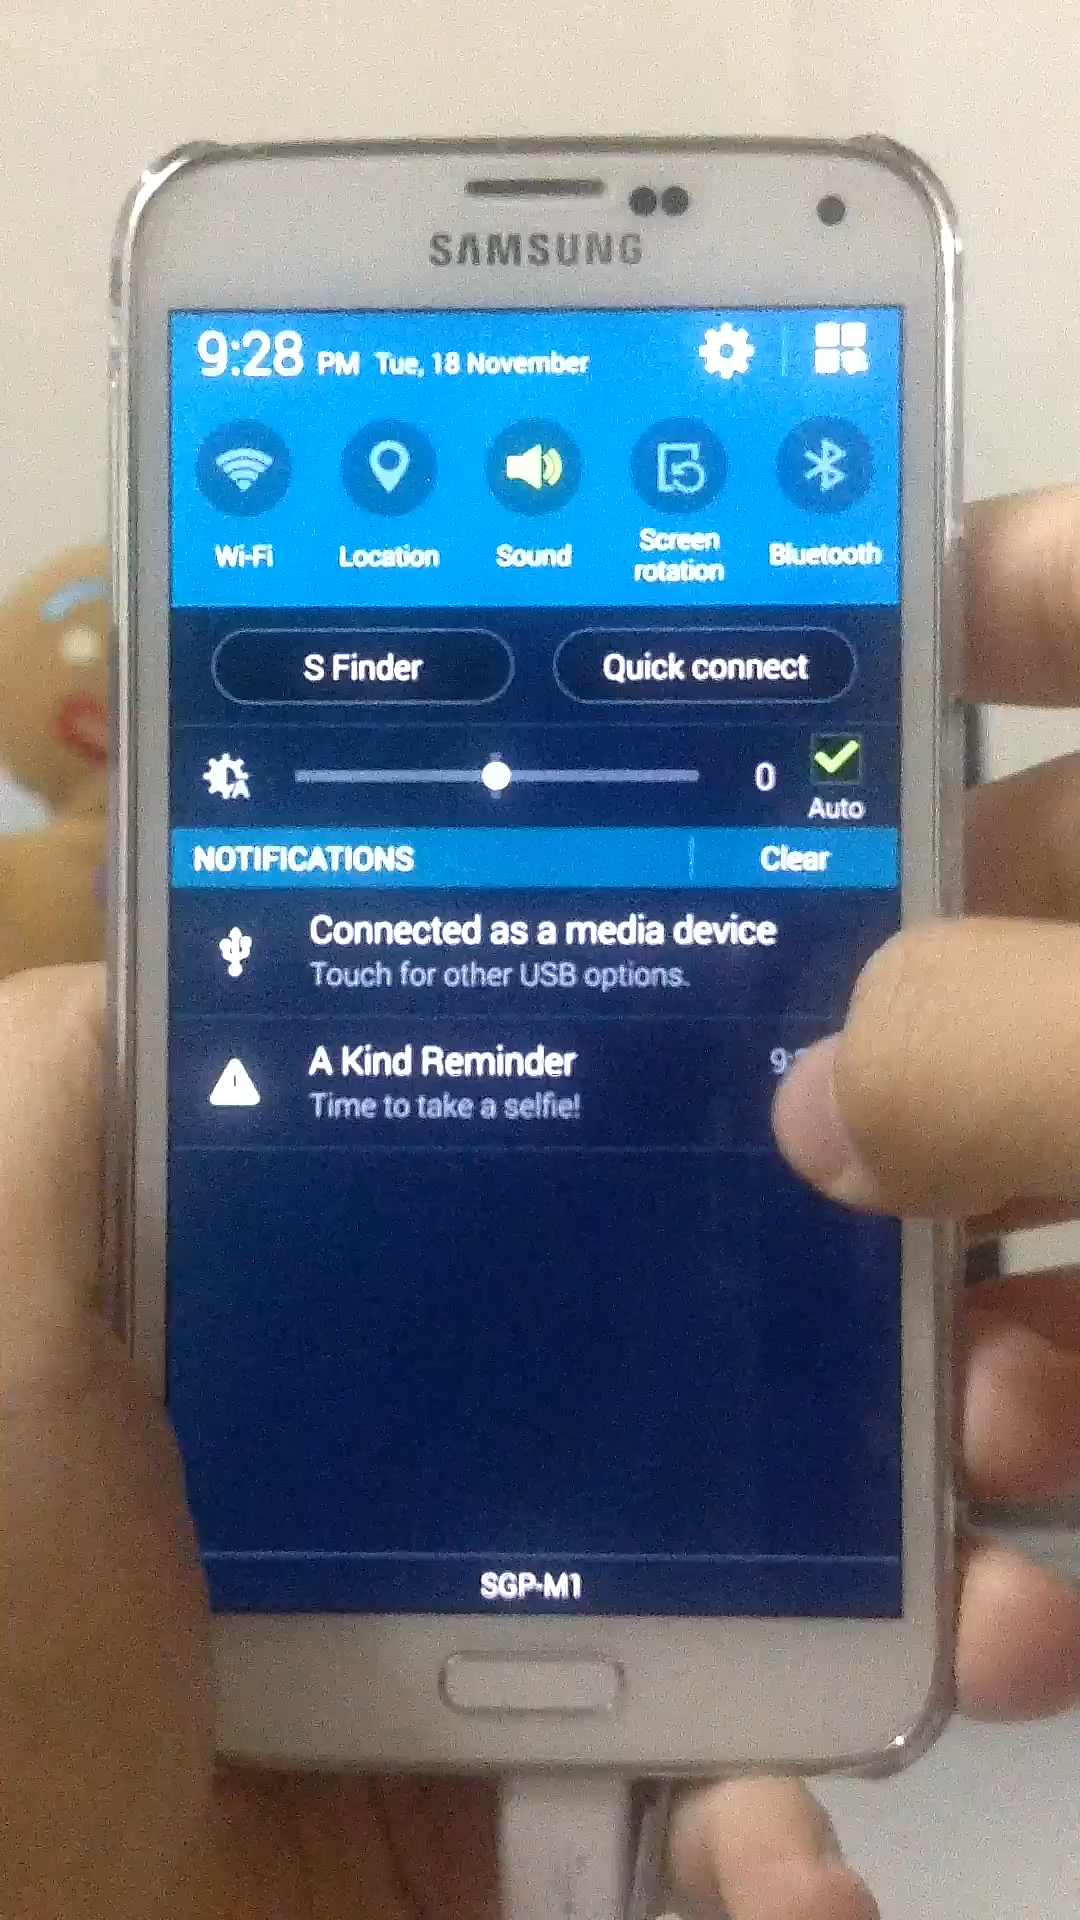 SAMSUNG
9:28 PM Tue, 18 November
Wi-Fi
Location
Sound
Screen rotation
Bluetooth
S Finder
Quick connect
A
0
Auto
NOTIFICATIONS
Clear
Connected as a media device
Touch for other USB options.
A Kind Reminder
Time to take a selfie!
SGP-M1